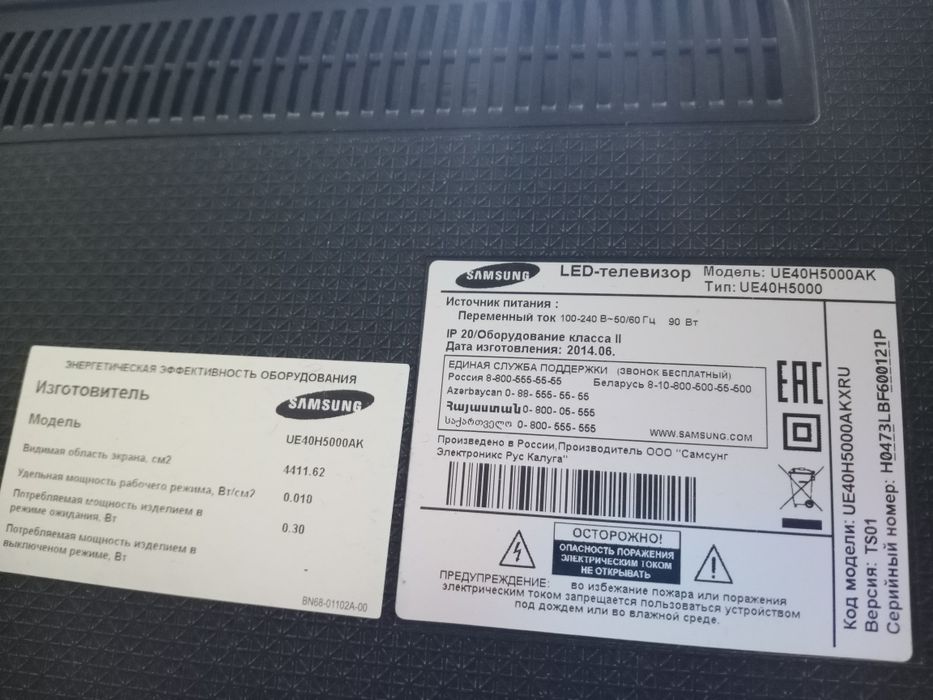 ЭНЕРГЕТИЧЕСКАЯ ЭФФЕКТИВНОСТЬ ОБОРУДОВАНИЯ
Изготовитель
SAMSUNG
Модель
UE40H5000AK
Видимая область экрана, см2
4411.62
Удельная мощность рабочего режима, Вт/см2
0.010
Потребляемая мощность изделием в
режиме ожидания, Вт
0.30
Потребляемая мощность изделием в
выключеном режиме, Вт
-
BN68-01102A-00
SAMSUNG
LED-телевизор
Модель: UE40H5000AK
Тип: UE40H5000
Источник питания :
Переменный ток 100-240 В~50/60 Гц 90 Вт
IP 20/Оборудование класса II
Дата изготовления: 2014.06.
ЕДИНАЯ СЛУЖБА ПОДДЕРЖКИ (ЗВОНОК БЕСПЛАТНЫЙ)
Россия 8-800-555-55-55 Беларусь 8-10-800-500-55-500
Azerbaycan 0- 88- 555- 55- 55
Հայաստան 0- 800- 05- 555
საქართველო 0- 800- 555- 555
WWW.SAMSUNG.COM
Произведено в России,Производитель ООО "Самсунг
Электроникс Рус Калуга"
EAC
ОСТОРОЖНО!
ОПАСНОСТЬ ПОРАЖЕНИЯ
ЭЛЕКТРИЧЕСКИМ ТОКОМ
НЕ ОТКРЫВАТЬ
ПРЕДУПРЕЖДЕНИЕ: во избежание пожара или поражения
электрическим током запрещается пользоваться устройством
под дождем или во влажной среде.
Код модели: UE40H5000AKXRU
Версия: TS01
Серийный номер: H0473LBF600121P